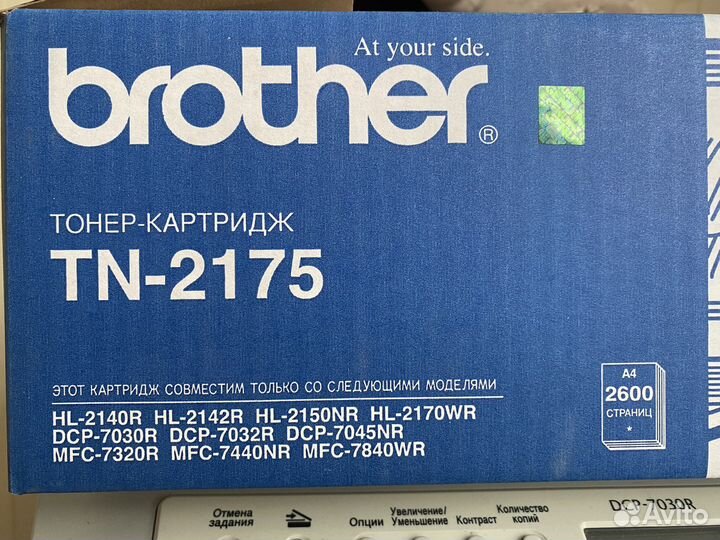 At your side.
brother®
ТОНЕР-КАРТРИДЖ
TN-2175
ЭТОТ КАРТРИДЖ СОВМЕСТИМ ТОЛЬКО СО СЛЕДУЮЩИМИ МОДЕЛЯМИ
HL-2140R HL-2142R HL-2150NR HL-2170WR
DCP-7030R DCP-7032R DCP-7045NR
MFC-7320R MFC-7440NR MFC-7840WR
A4
2600
СТРАНИЦ
*
Отмена задания
Опции
Увеличение/ Уменьшение
Контраст
Количество копий
DCP-7030R
Avito